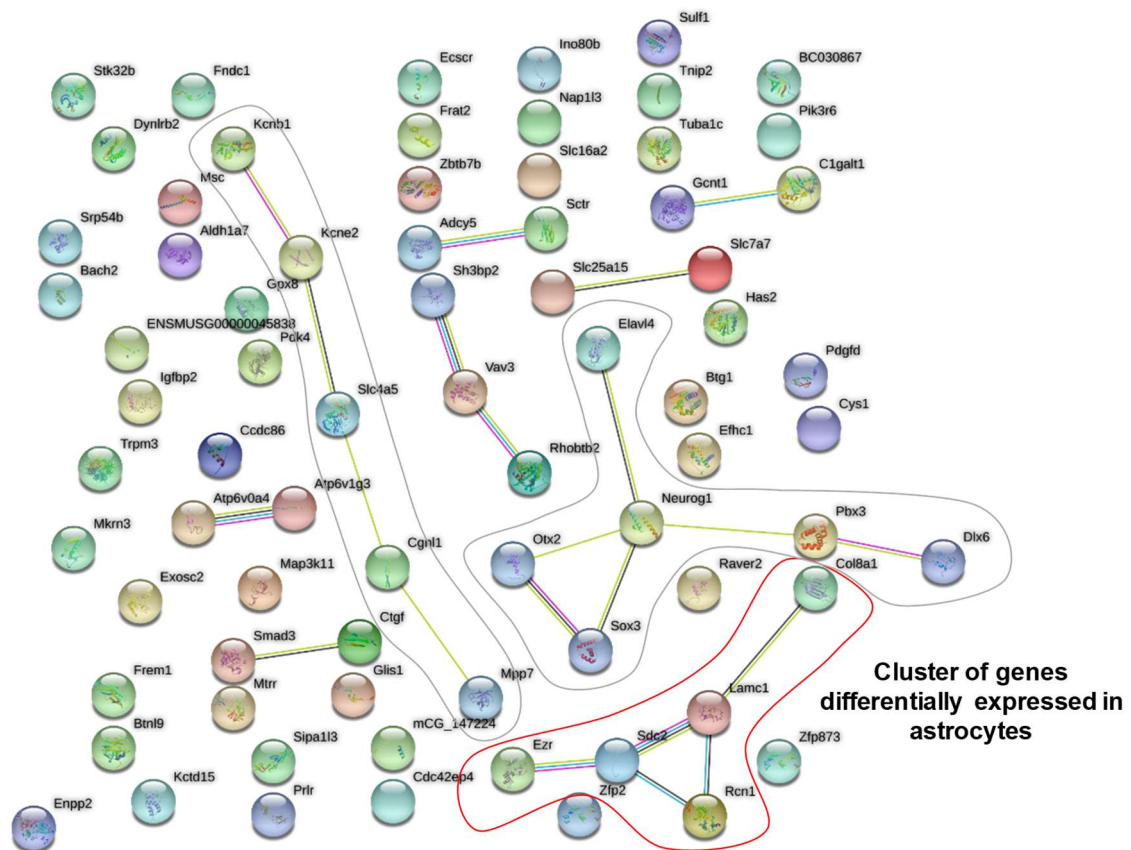 Sulf1
Ino80b
Ecscr
BC030867
Stk32b
Fndc1
Tnip2
Nap1l3
Frat2
Pik3r6
Dynlrb2
Kcnb1
Tuba1c
Slc16a2
Zbtb7b
C1galt1
Msc
Gcnt1
Sctr
Srp54b
Adcy5
Aldh1a7
Kcne2
Slc7a7
Bach2
Sh3bp2
Slc25a15
Gpx8
Has2
ENSMUSG00000045838
Elavl4
Pdk4
Pdgfd
Igfbp2
Vav3
Btg1
Slc4a5
Cys1
Trpm3
Ccdc86
Efhc1
Rhobtb2
Atp6v0a4
Atp6v1g3
Neurog1
Pbx3
Mkrn3
Otx2
Dlx6
Cgnl1
Exosc2
Map3k11
Raver2
Col8a1
Ctgf
Sox3
Smad3
Frem1
Mtrr
Glis1
Mpp7
Lamc1
Cluster of genes
differentially expressed in
astrocytes
Btnl9
Sipa1l3
mCG_147224
Ezr
Sdc2
Zfp873
Kctd15
Prlr
Cdc42ep4
Zfp2
Rcn1
Enpp2